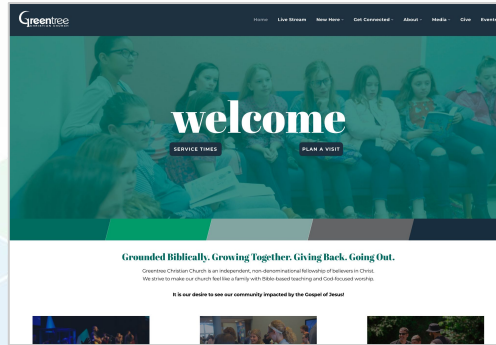 Greentree
CHRISTIAN CHURCH
Home Live Stream New Here Get Connected About Media Give Events
welcome
SERVICE TIMES PLAN A VISIT
Grounded Biblically. Growing Together. Giving Back. Going Out.
Greentree Christian Church is an independent, non-denominational fellowship of believers in Christ.
We strive to make our church feel like a family with Bible-based teaching and God-focused worship.
It is our desire to see our community impacted by the Gospel of Jesus!